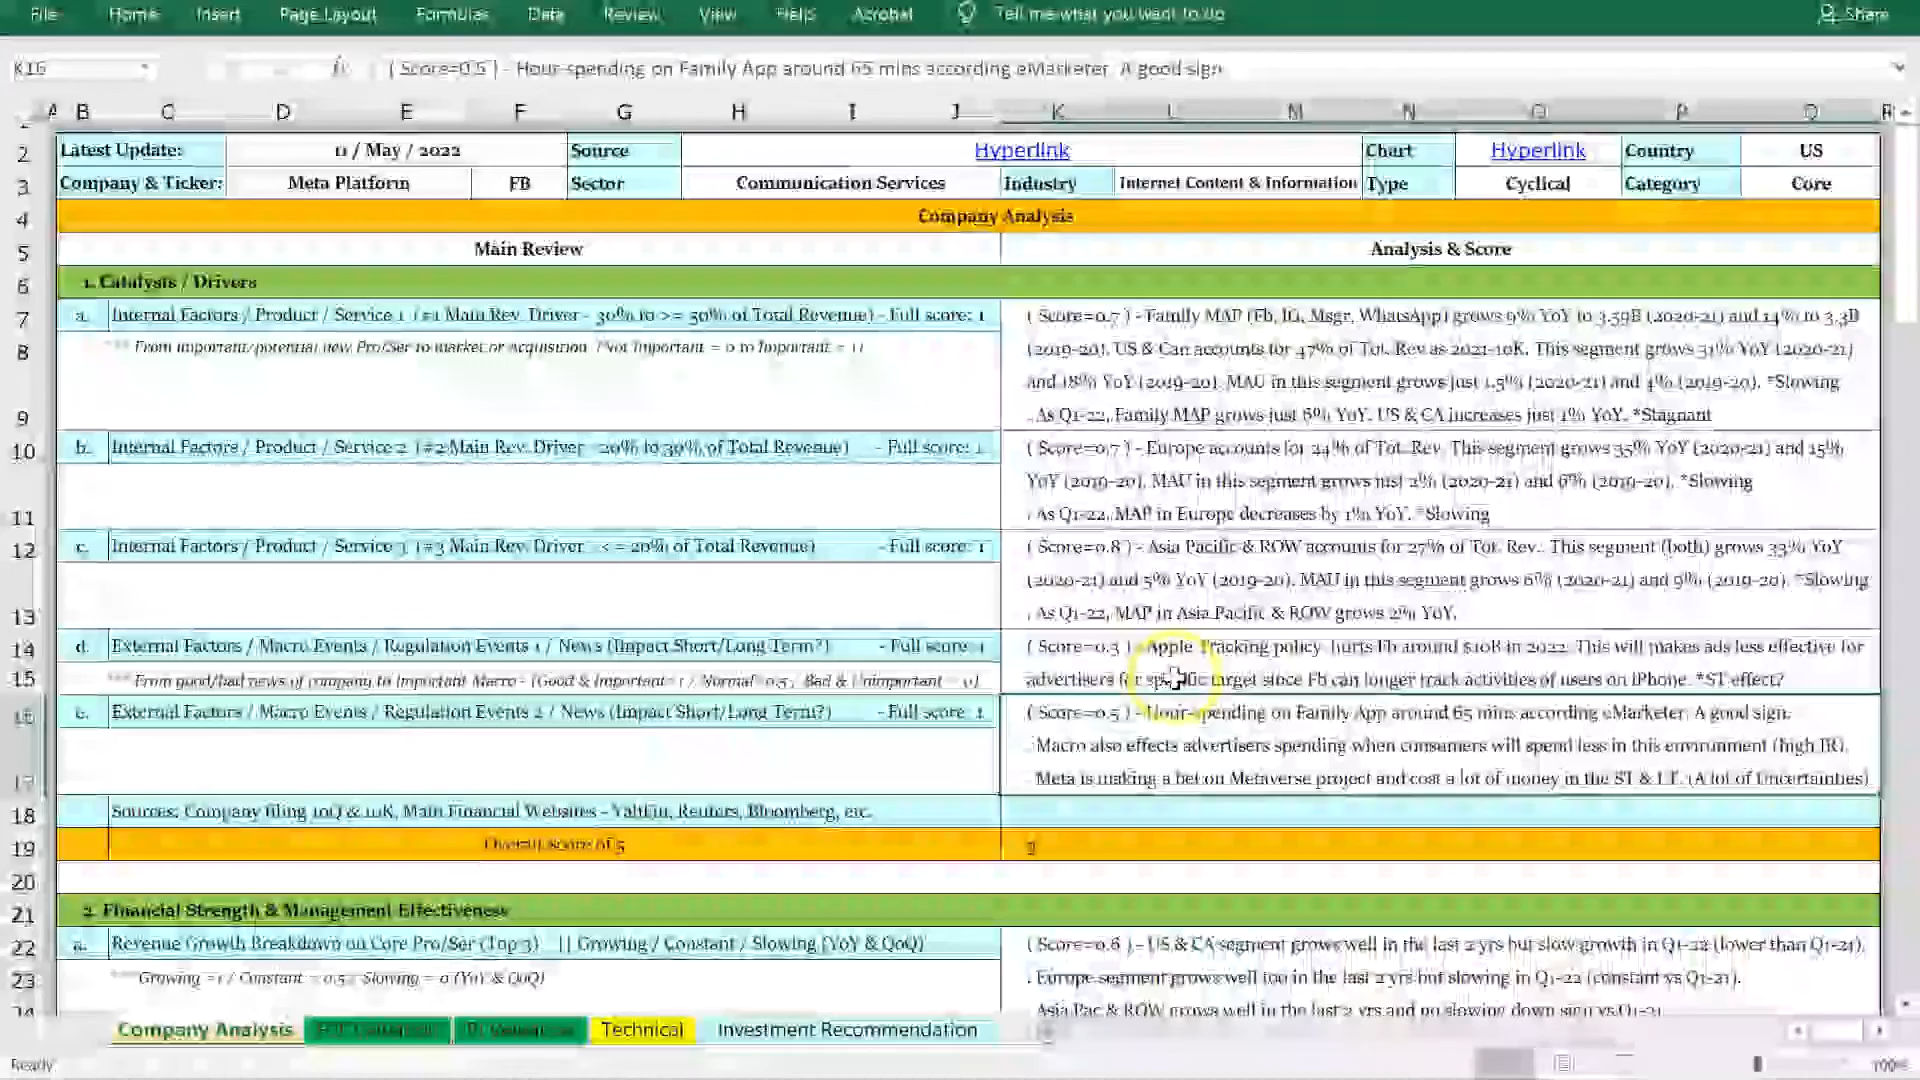 File Home Insert Page Layout Formulas Data Review View Fields Acrobat Tell me what you want to do Share
K16 fx ( Score=0.5 ) - Hour-spending on Family App around 65 mins according eMarketer. A good sign
A B C D E F G H I J K L M N O P Q R
2 Latest Update: 11 / May / 2022 Source Hyperlink Chart Hyperlink Country US
3 Company & Ticker: Meta Platform FB Sector Communication Services Industry Internet Content & Information Type Cyclical Category Core
4 Company Analysis
5 Main Review Analysis & Score
6 1. Catalysts / Drivers
7 a. Internal Factors / Product / Service 1 (#1 Main Rev. Driver - 30% to >= 50% of Total Revenue) - Full score: 1 ( Score=0.7 ) - Family MAP (Fb, IG, Msgr, WhatsApp) grows 9% YoY to 3.59B (2020-21) and 14% to 3.3B
8 *** From important/potential new Pro/Ser to market or Acquisition (Not Important = 0 to Important = 1) (2019-20). US & Can accounts for 47% of Tot. Rev as 2021-10K. This segment grows 31% YoY (2020-21)
and 18% YoY (2019-20). MAU in this segment grows just 1.5% (2020-21) and 4% (2019-20). *Slowing
9 . As Q1-22, Family MAP grows just 6% YoY. US & CA increases just 1% YoY. *Stagnant
10 b. Internal Factors / Product / Service 2 (#2 Main Rev. Driver - 20% to 30% of Total Revenue) - Full score: 1 ( Score=0.7 ) - Europe accounts for 24% of Tot. Rev. This segment grows 35% YoY (2020-21) and 15%
YoY (2019-20). MAU in this segment grows just 2% (2020-21) and 6% (2019-20). *Slowing
11 . As Q1-22, MAP in Europe decreases by 1% YoY. *Slowing
12 c. Internal Factors / Product / Service 3 (#3 Main Rev. Driver - < = 20% of Total Revenue) - Full score: 1 ( Score=0.8 ) - Asia Pacific & ROW accounts for 27% of Tot. Rev.. This segment (both) grows 33% YoY
(2020-21) and 5% YoY (2019-20). MAU in this segment grows 6% (2020-21) and 9% (2019-20). *Slowing
13 . As Q1-22, MAP in Asia Pacific & ROW grows 2% YoY.
14 d. External Factors / Macro Events / Regulation Events 1 / News (Impact Short/Long Term?) - Full score: 1 ( Score=0.3 ) - Apple Tracking policy hurts Fb around $10B in 2022. This will makes ads less effective for
15 *** From good/bad news of company to Important Macro - (Good & Important=1 / Normal=0.5 / Bad & Unimportant = 0) advertisers for specific target since Fb can longer track activities of users on iPhone. *ST effect?
16 e. External Factors / Macro Events / Regulation Events 2 / News (Impact Short/Long Term?) - Full score: 1 ( Score=0.5 ) - Hour-spending on Family App around 65 mins according eMarketer. A good sign.
. Macro also effects advertisers spending when consumers will spend less in this environment (high IR).
17 . Meta is making a bet on Metaverse project and cost a lot of money in the ST & LT. (A lot of Uncertainties)
18 Sources: Company filing 10Q & 10K, Main Financial Websites - YahFin, Reuters, Bloomberg, etc.
19 Overall score of 5 3
20
21 2. Financial Strength & Management Effectiveness
22 a. Revenue Growth Breakdown on Core Pro/Ser (Top 3) || Growing / Constant / Slowing (YoY & QoQ) ( Score=0.6 ) - US & CA segment grows well in the last 2 yrs but slow growth in Q1-22 (lower than Q1-21).
23 *** Growing =1 / Constant = 0.5 / Slowing = 0 (YoY & QoQ) . Europe segment grows well too in the last 2 yrs but slowing in Q1-22 (constant vs Q1-21).
24 Asia Pac & ROW grows well in the last 2 yrs and no slowing down sign vs Q1-21.
Company Analysis Technical Investment Recommendation
Ready 100%